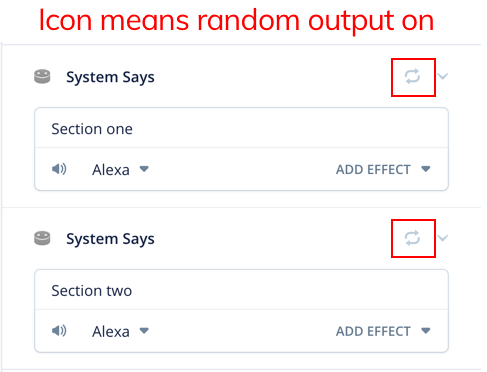 Icon means random output on
System Says
Section one
Alexa
ADD EFFECT
System Says
Section two
Alexa
ADD EFFECT